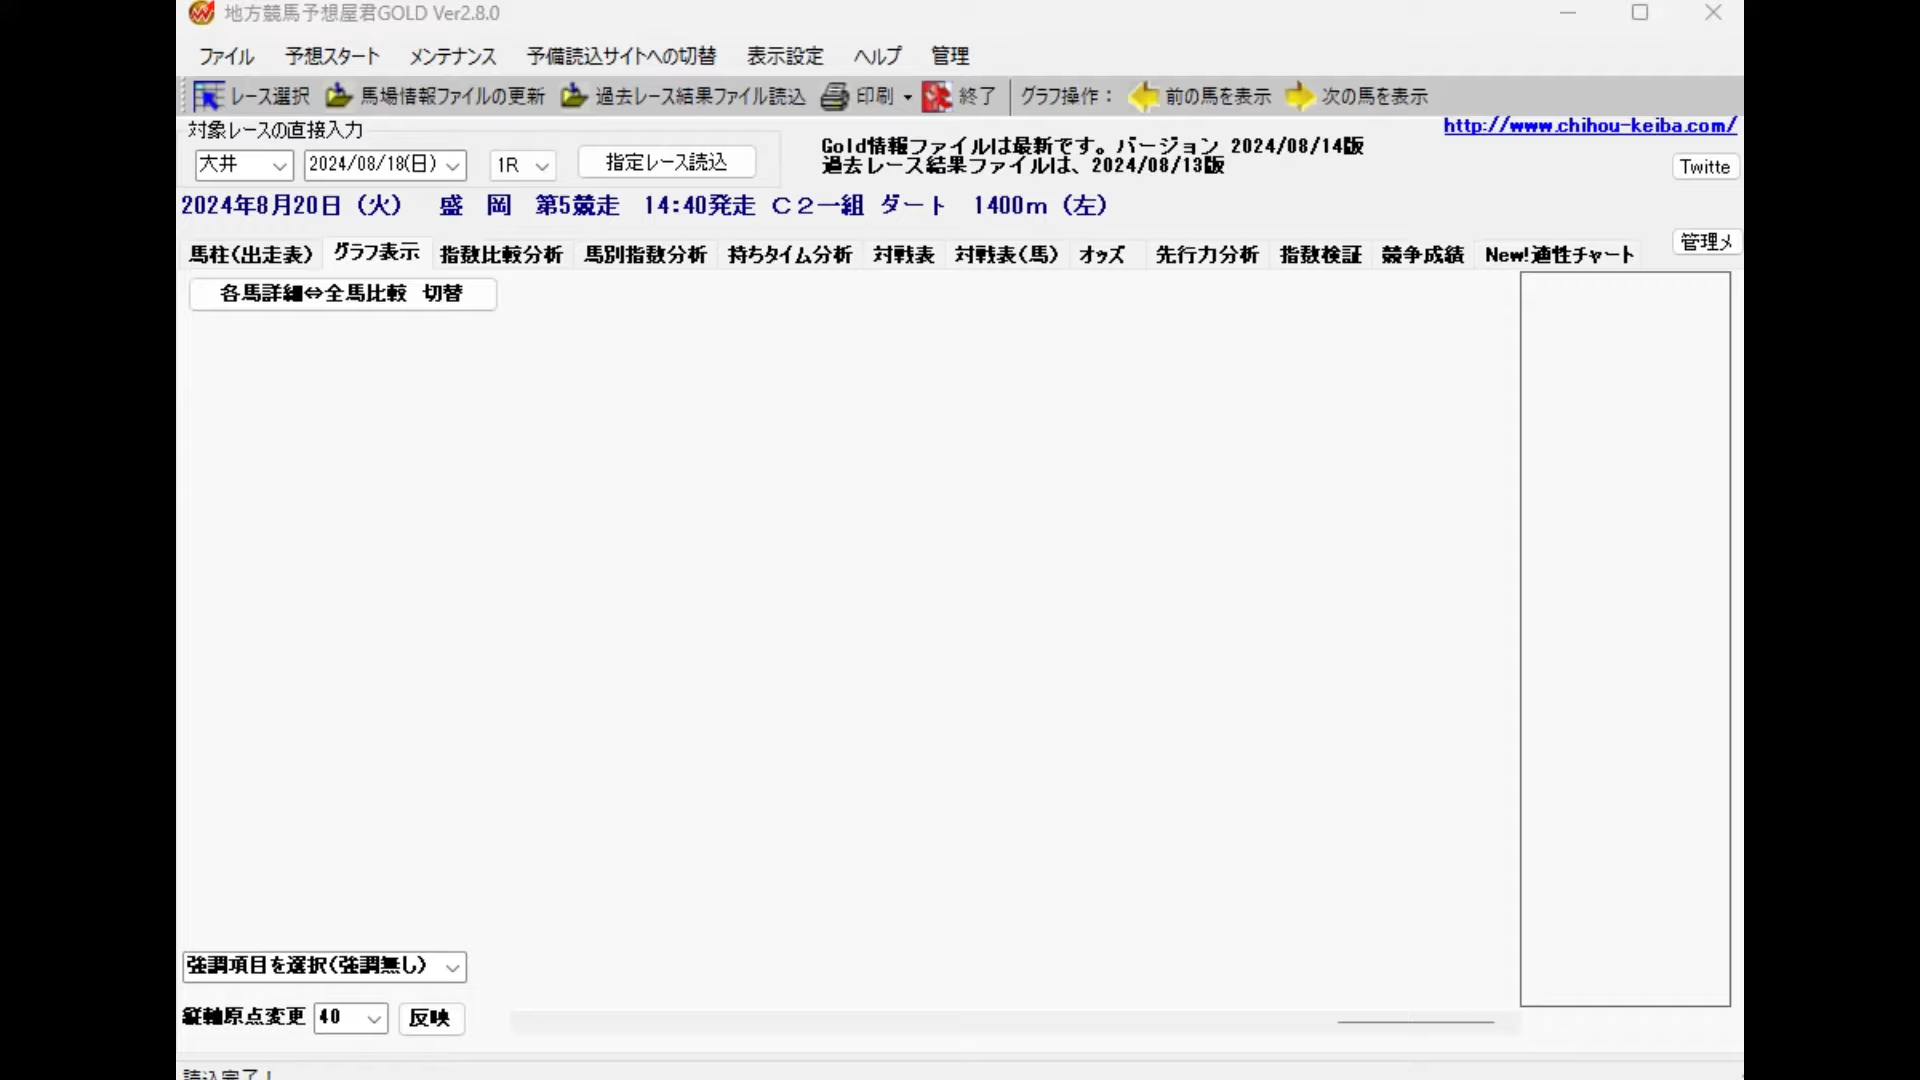 地方競馬予想屋君GOLD Ver2.8.0
ファイル 予想スタート メンテナンス 予備読込サイトへの切替 表示設定 ヘルプ 管理
レース選択 馬場情報ファイルの更新 過去レース結果ファイル読込 印刷 終了 グラフ操作： 前の馬を表示 次の馬を表示
対象レースの直接入力
http://www.chihou-keiba.com/
大井 2024/08/18(日) 1R 指定レース読込
Gold情報ファイルは最新です。バージョン 2024/08/14版
過去レース結果ファイルは、2024/08/13版
Twitte
2024年8月20日（火） 盛 岡 第5競走 14:40発走 Ｃ２一組 ダート 1400m（左）
管理メ
馬柱(出走表) グラフ表示 指数比較分析 馬別指数分析 持ちタイム分析 対戦表 対戦表(馬) オッズ 先行力分析 指数検証 競争成績 New!適性チャート
各馬詳細⇔全馬比較 切替
強調項目を選択(強調無し)
縦軸原点変更 40 反映
読込完了！